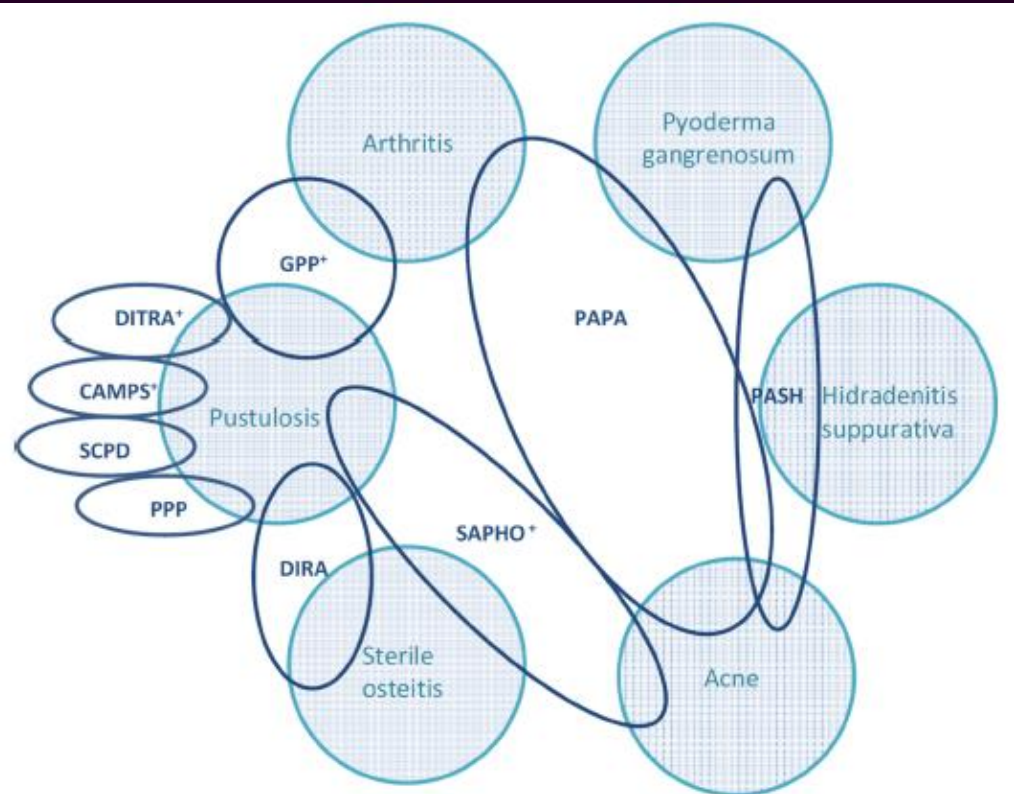 Arthritis
Pyoderma
gangrenosum
GPP⁺
DITRA⁺
PAPA
CAMPS⁺
PASH
Hidradenitis
suppurativa
Pustulosis
SCPD
PPP
SAPHO⁺
DIRA
Sterile
osteitis
Acne